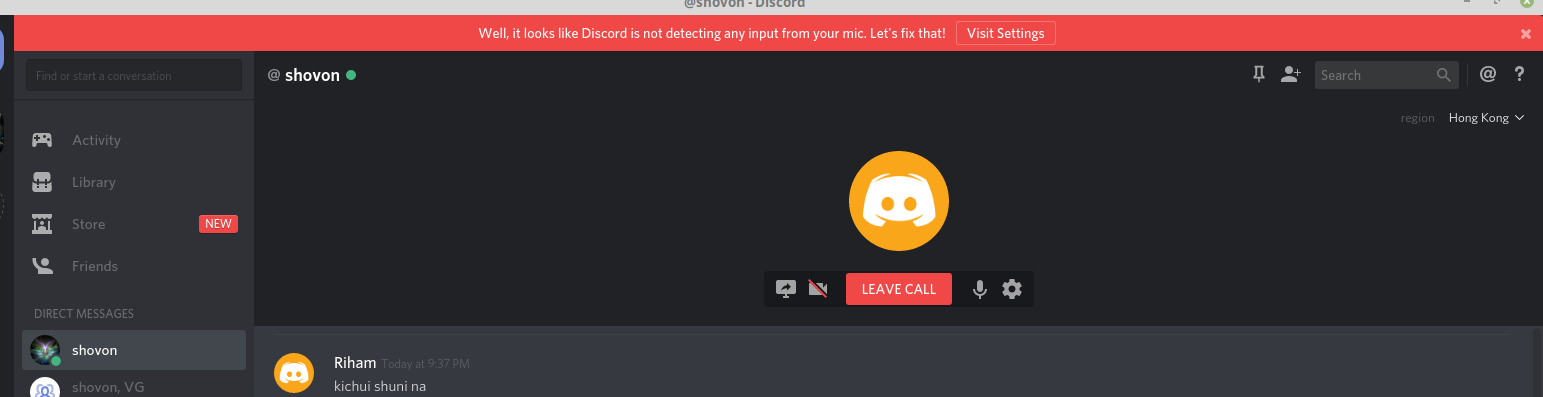 @shovon - Discord
Well, it looks like Discord is not detecting any input from your mic. Let's fix that! Visit Settings
Find or start a conversation
@ shovon
Search
@ ?
region Hong Kong
Activity
Library
Store NEW
Friends
LEAVE CALL
DIRECT MESSAGES
shovon
shovon, VG
Riham Today at 9:37 PM
kichui shuni na